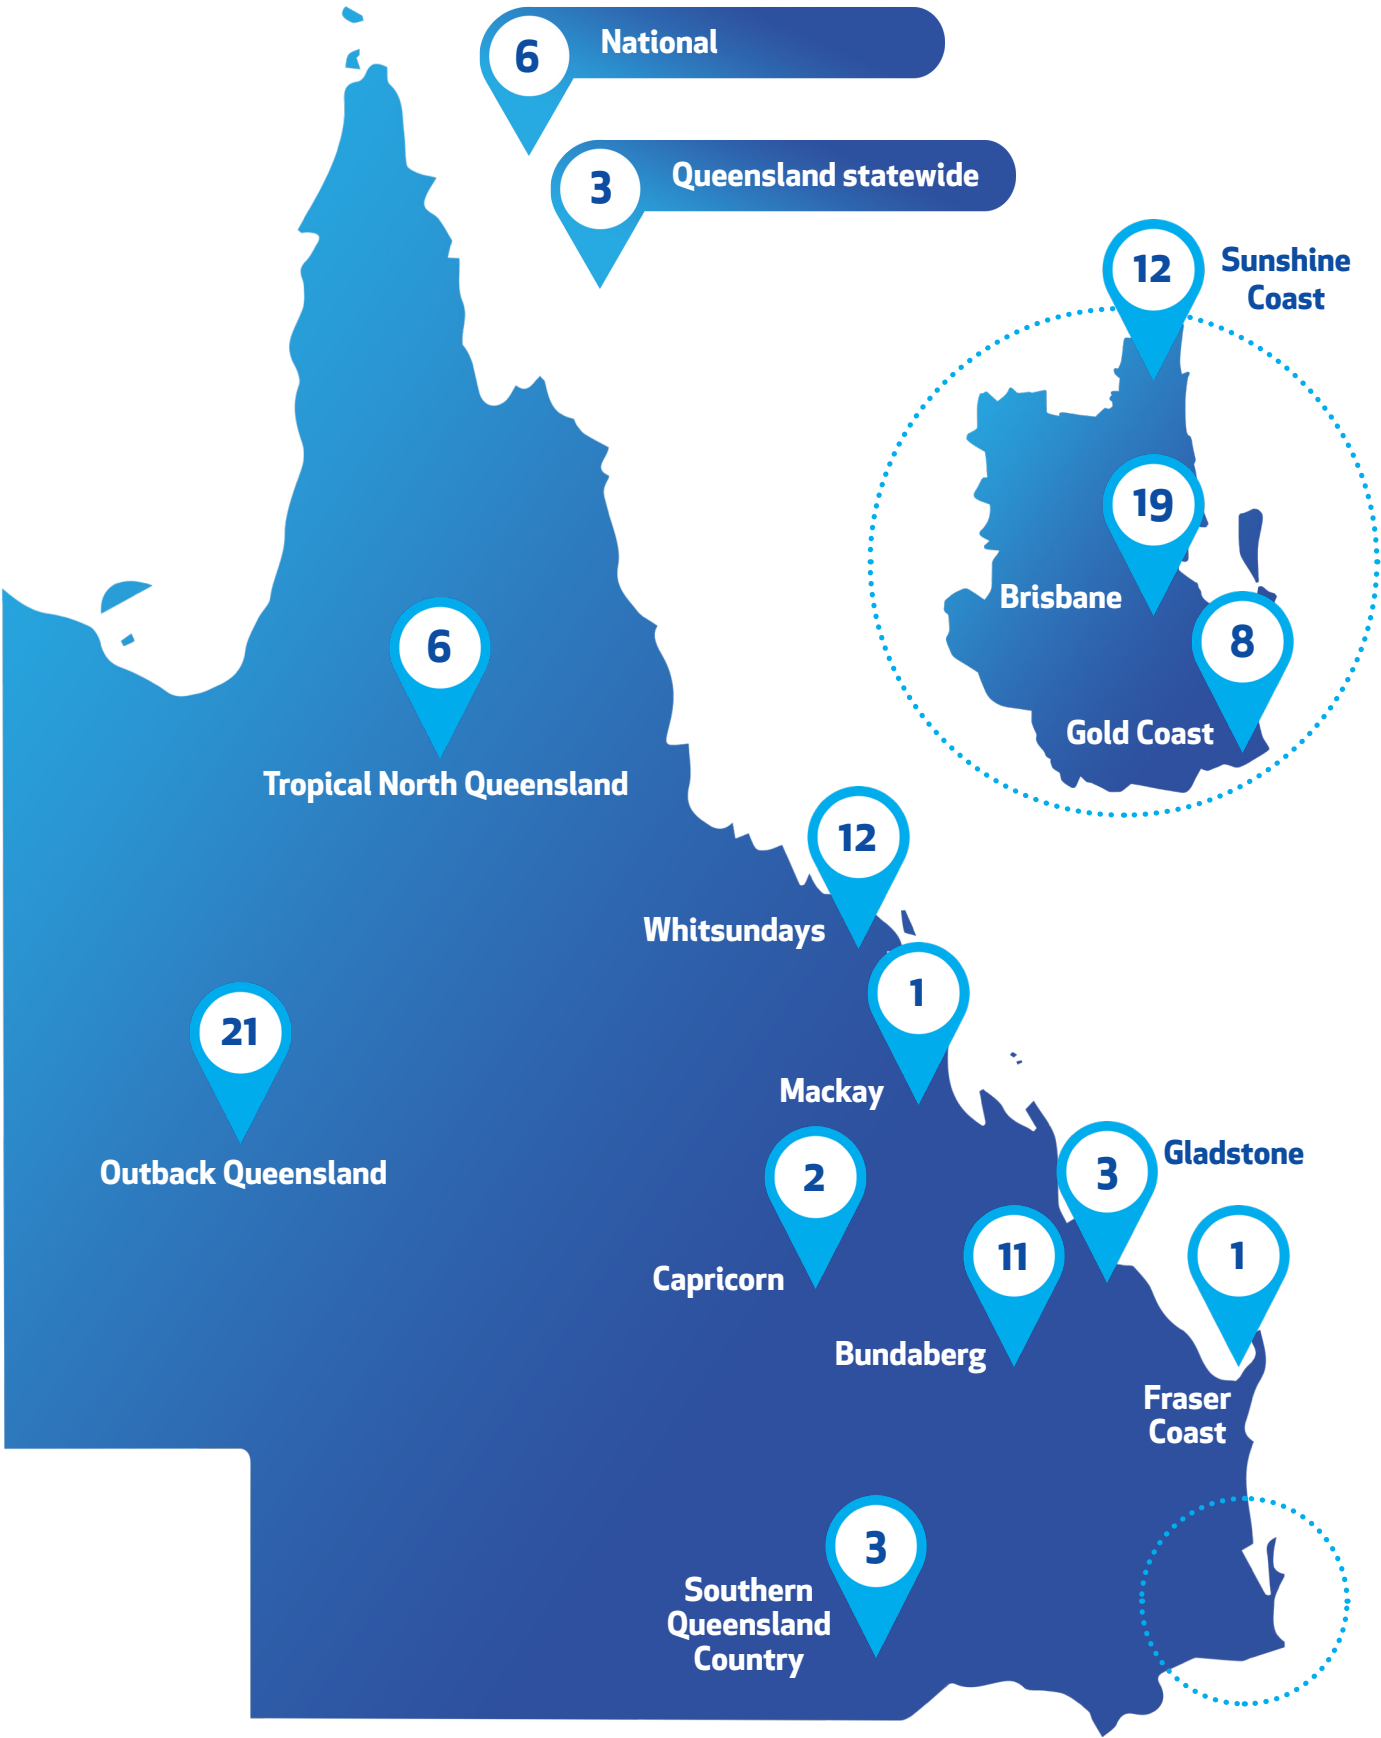 6
National
3
Queensland statewide
12
Sunshine
Coast
19
Brisbane
8
Gold Coast
6
Tropical North Queensland
12
Whitsundays
1
Mackay
21
Outback Queensland
2
Capricorn
3
Gladstone
11
Bundaberg
1
Fraser
Coast
3
Southern
Queensland
Country